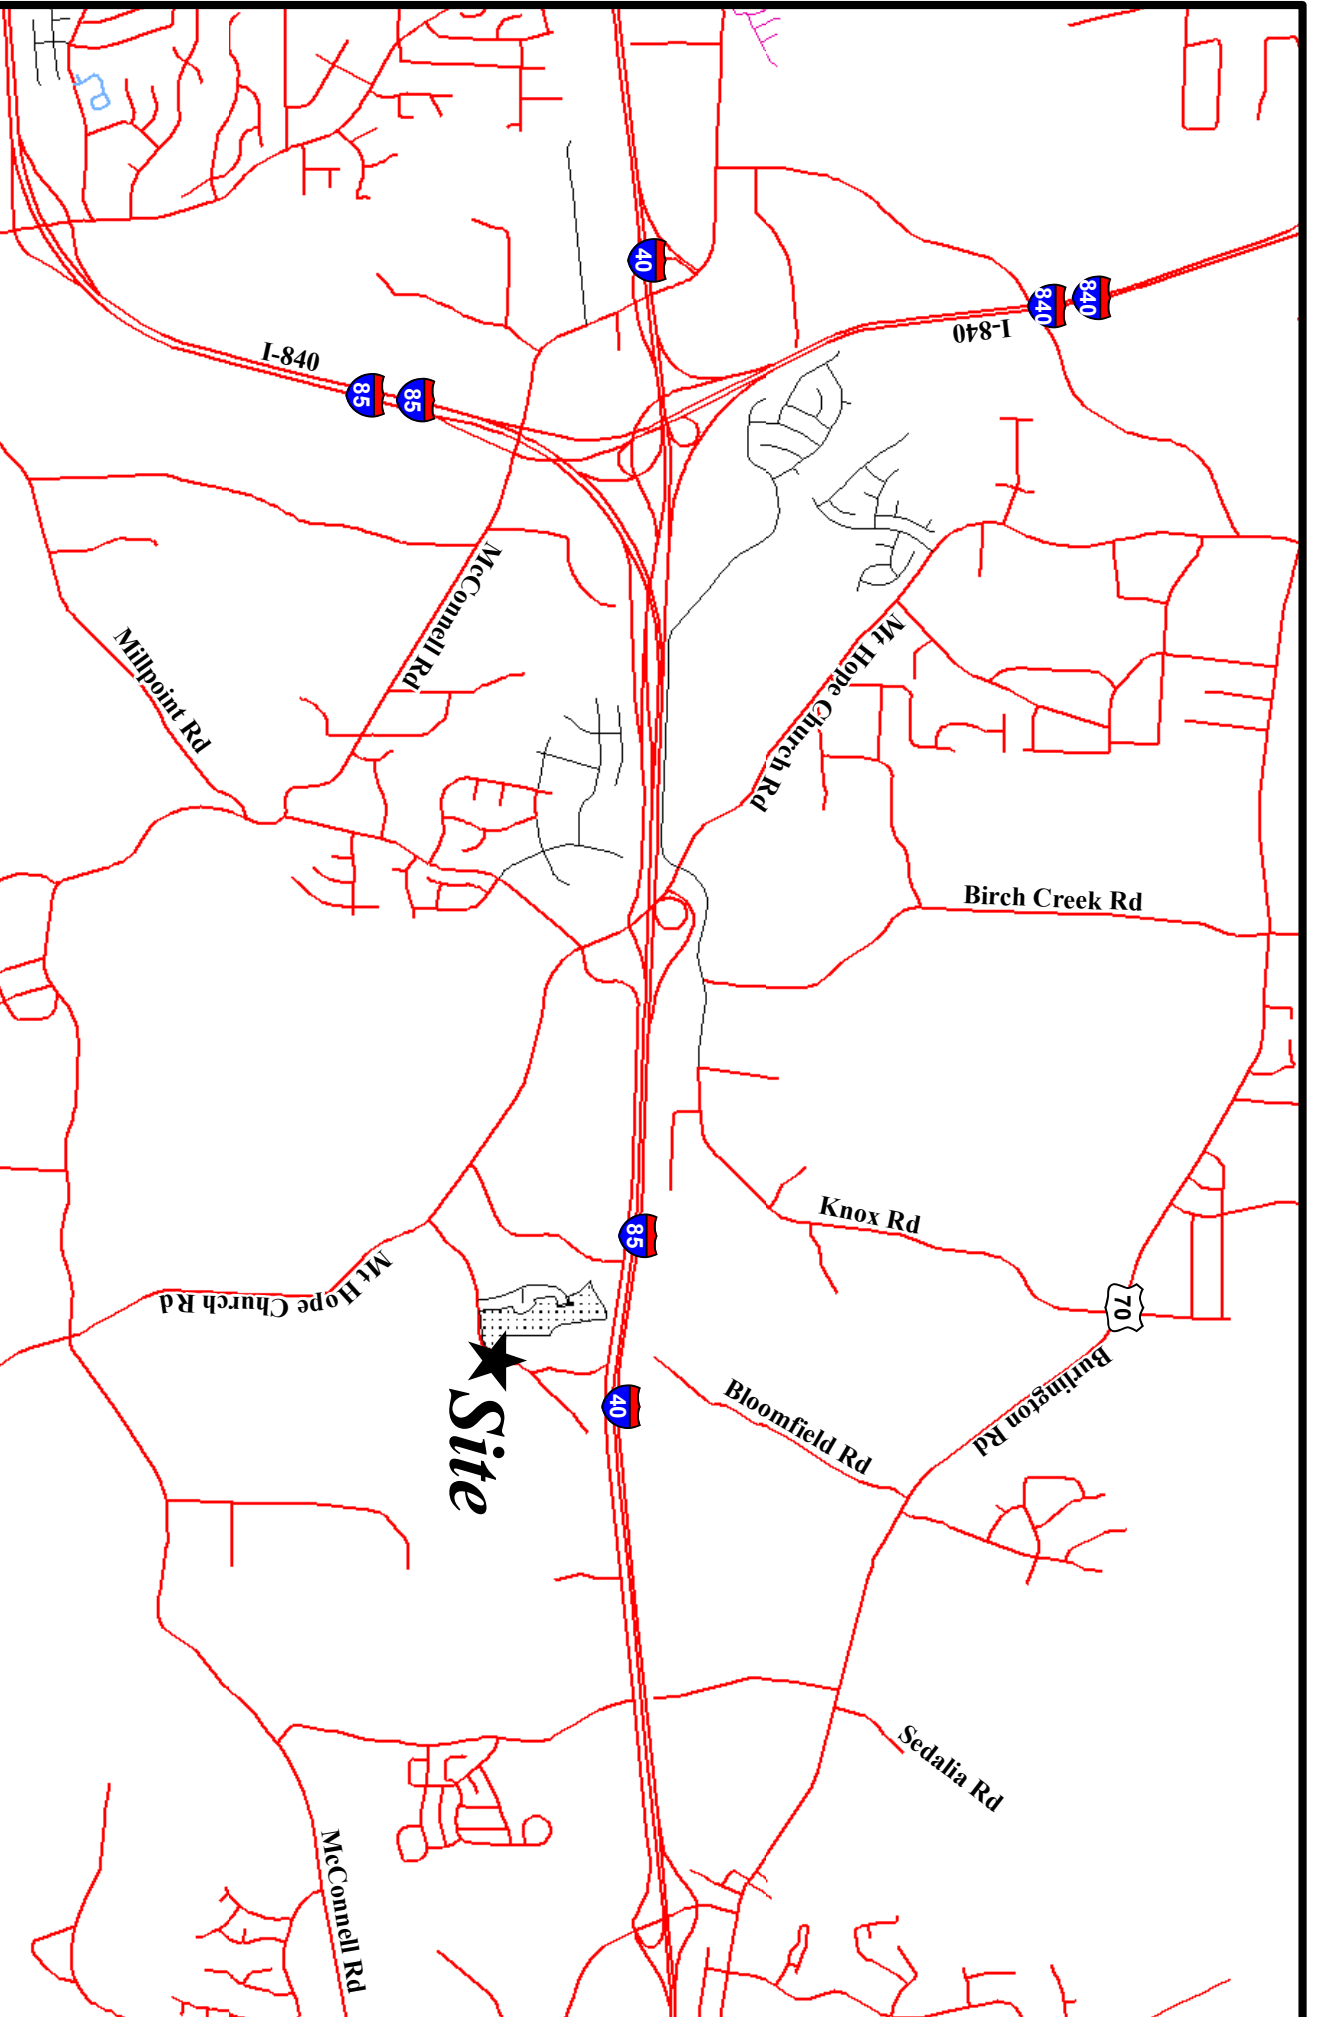 40
840
840
I-840
I-840
85
85
McConnell Rd
Mt Hope Church Rd
Millpoint Rd
Birch Creek Rd
Knox Rd
85
Mt Hope Church Rd
70
Burlington Rd
Bloomfield Rd
40
Site
Sedalia Rd
McConnell Rd